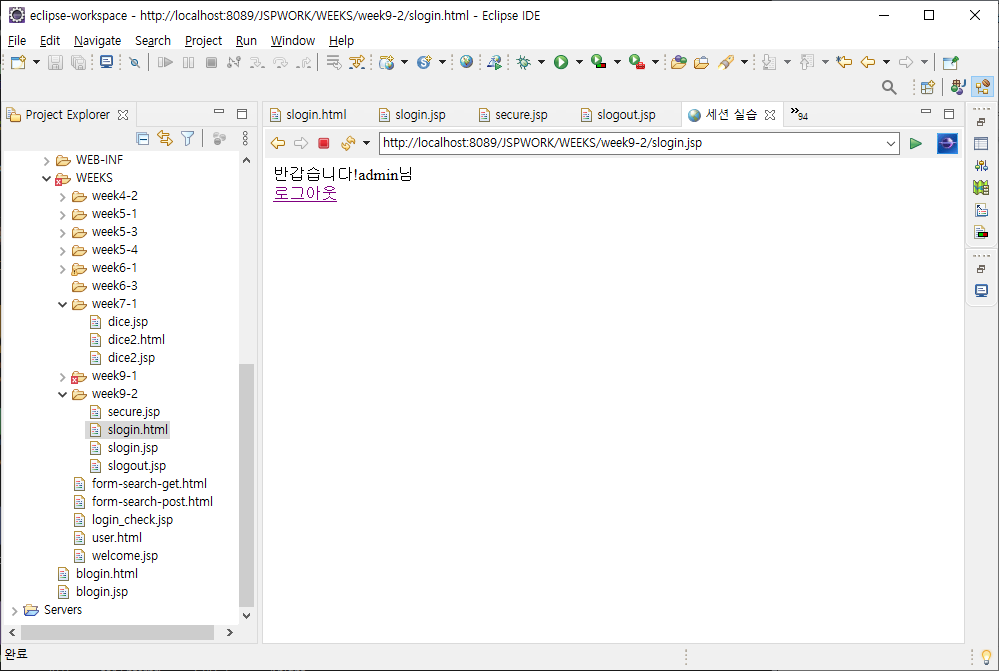 eclipse-workspace - http://localhost:8089/JSPWORK/WEEKS/week9-2/slogin.html - Eclipse IDE
File Edit Navigate Search Project Run Window Help
Project Explorer
slogin.html slogin.jsp secure.jsp slogout.jsp 세션 실습 »94
http://localhost:8089/JSPWORK/WEEKS/week9-2/slogin.jsp
반갑습니다!admin님
로그아웃
WEB-INF
WEEKS
week4-2
week5-1
week5-3
week5-4
week6-1
week6-3
week7-1
dice.jsp
dice2.html
dice2.jsp
week9-1
week9-2
secure.jsp
slogin.html
slogin.jsp
slogout.jsp
form-search-get.html
form-search-post.html
login_check.jsp
user.html
welcome.jsp
blogin.html
blogin.jsp
Servers
완료